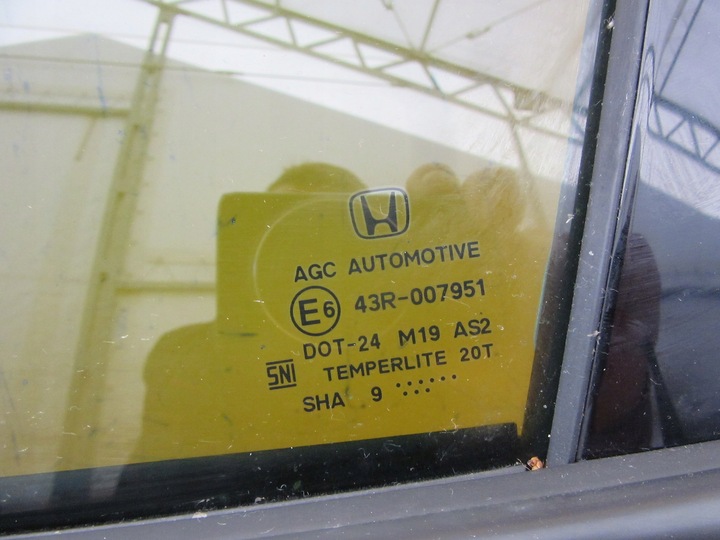 AGC AUTOMOTIVE
E6 43R-007951
DOT-24 M19 AS2
SNI TEMPERLITE 20T
SHA 9